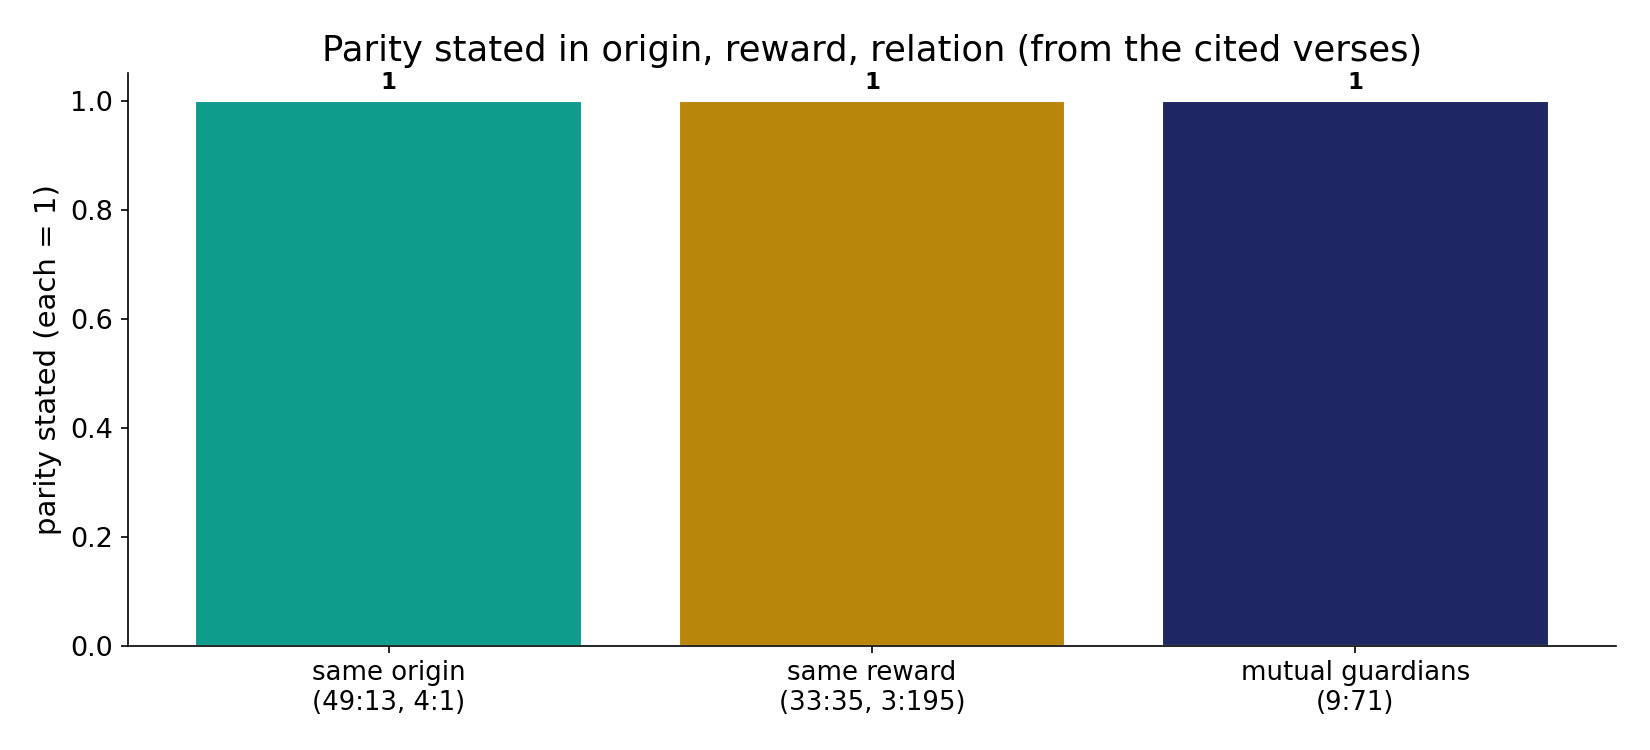 Parity stated in origin, reward, relation (from the cited verses)
1 1 1
parity stated (each = 1)
1.0
0.8
0.6
0.4
0.2
0.0
same origin
(49:13, 4:1)
same reward
(33:35, 3:195)
mutual guardians
(9:71)